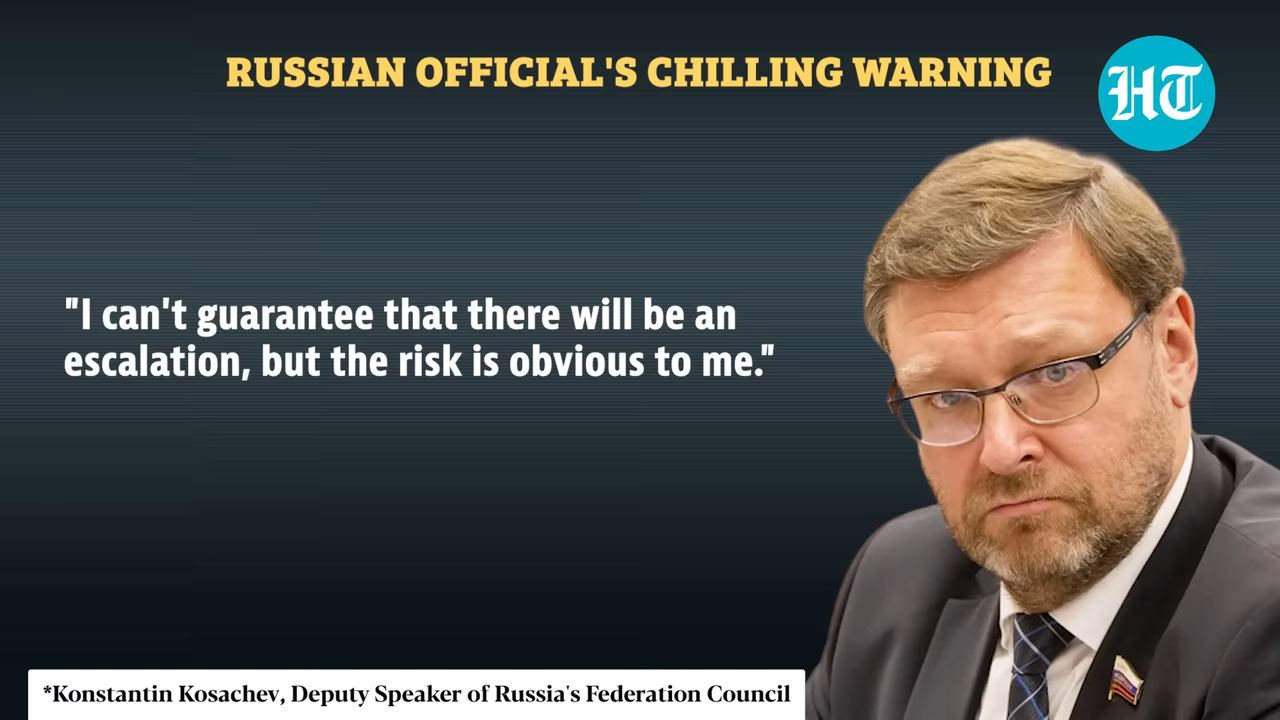 RUSSIAN OFFICIAL'S CHILLING WARNING
HT
"I can't guarantee that there will be an
escalation, but the risk is obvious to me."
*Konstantin Kosachev, Deputy Speaker of Russia's Federation Council